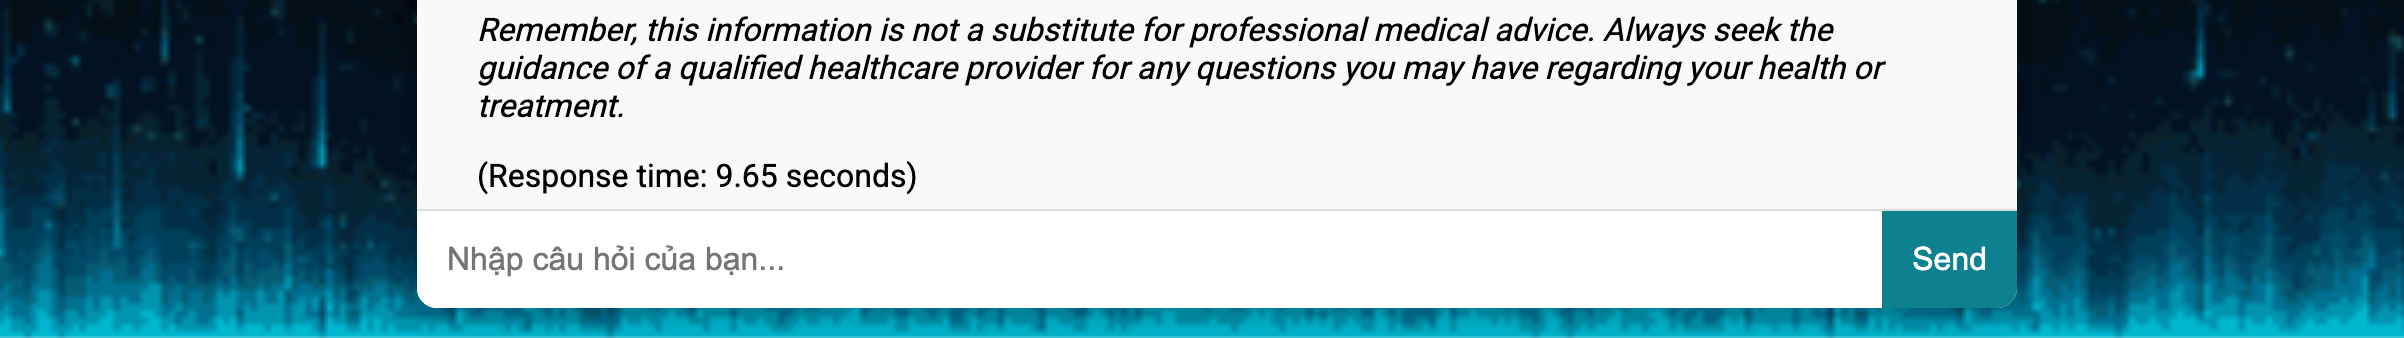 Remember, this information is not a substitute for professional medical advice. Always seek the
guidance of a qualified healthcare provider for any questions you may have regarding your health or
treatment.
(Response time: 9.65 seconds)
Nhập câu hỏi của bạn...
Send